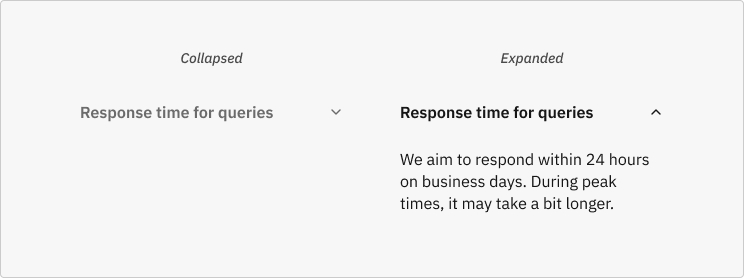 Collapsed
Expanded
Response time for queries
Response time for queries
We aim to respond within 24 hours
on business days. During peak
times, it may take a bit longer.